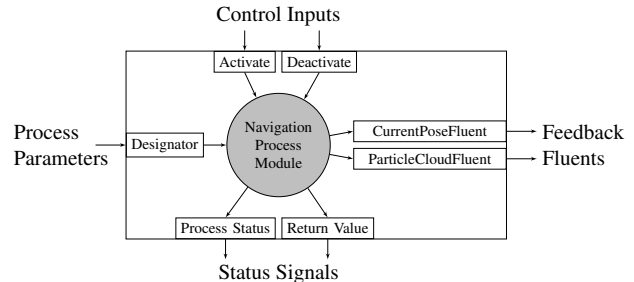 Control Inputs
Activate
Deactivate
Navigation
Process
Module
Process
Parameters
Designator
CurrentPoseFluent
ParticleCloudFluent
Feedback
Fluents
Process Status
Return Value
Status Signals